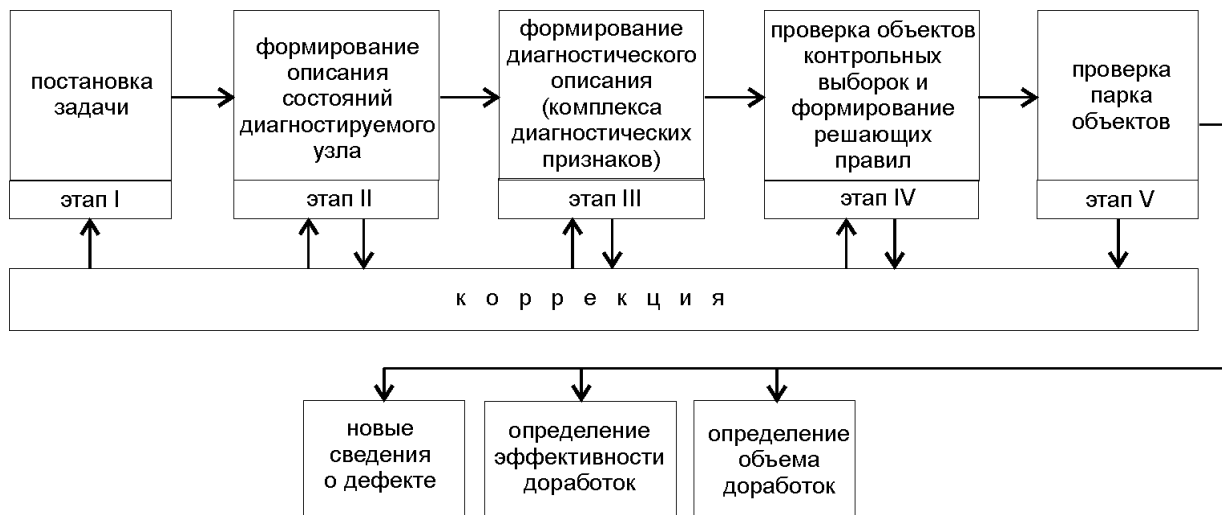 постановка
задачи
этап I
формирование
описания
состояний
диагностируемого
узла
этап II
формирование
диагностического
описания
(комплекса
диагностических
признаков)
этап III
проверка объектов
контрольных
выборок и
формирование
решающих
правил
этап IV
проверка
парка
объектов
этап V
коррекция
новые
сведения
о дефекте
определение
эффективности
доработок
определение
объема
доработок